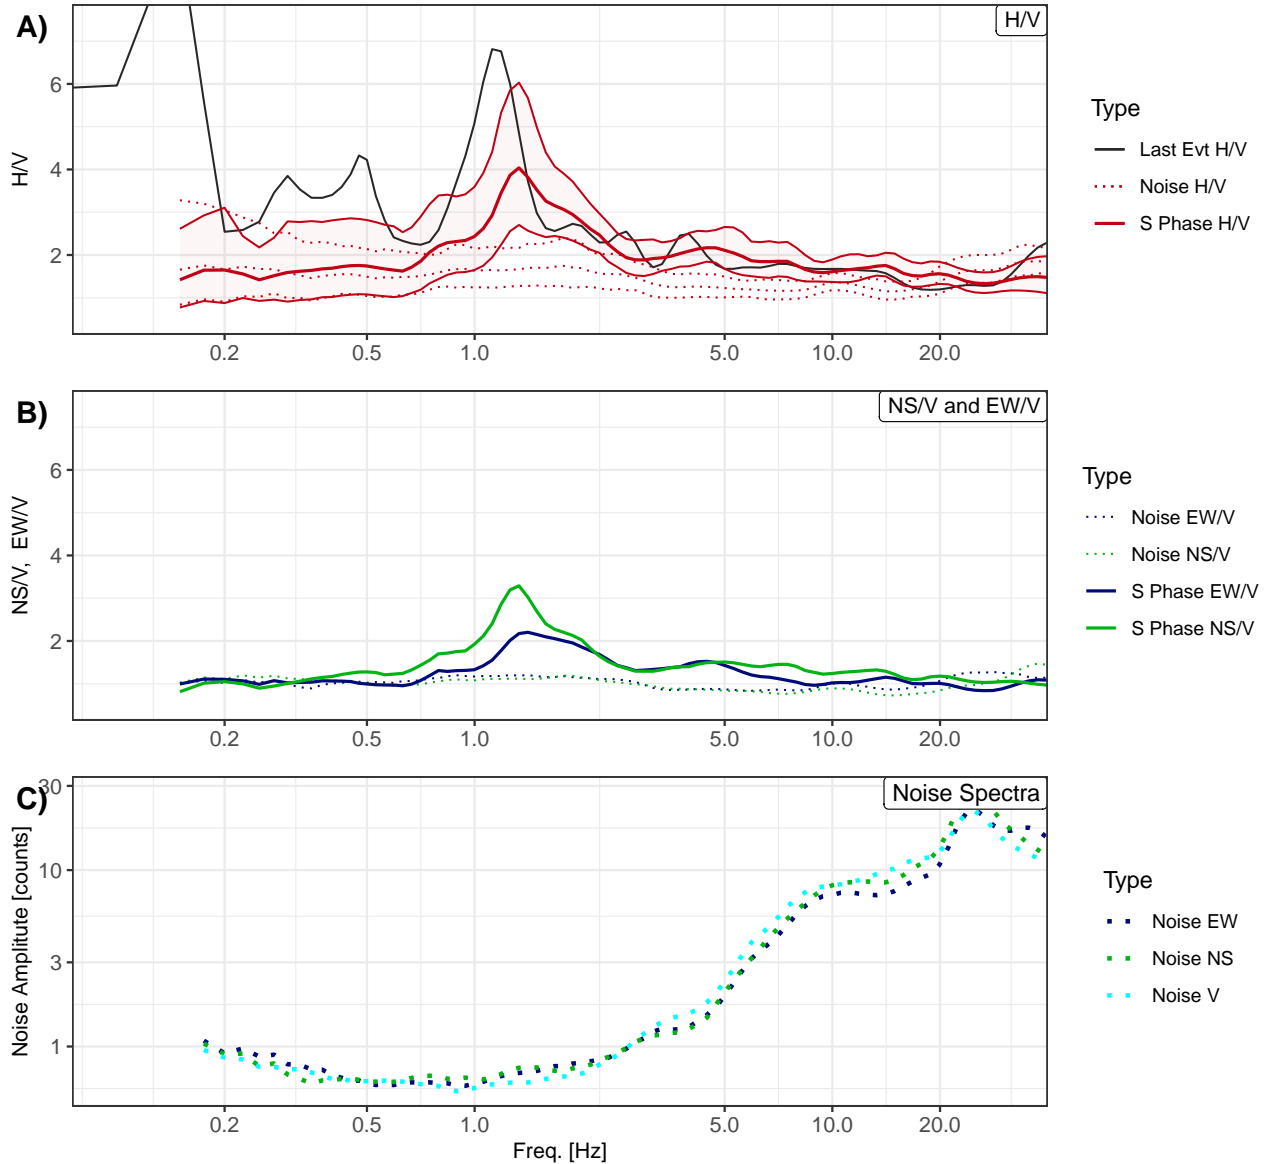 A)
H/V
6
4
2
H/V
0.2 0.5 1.0 5.0 10.0 20.0
Type
Last Evt H/V
Noise H/V
S Phase H/V
B)
NS/V and EW/V
6
4
2
NS/V,  EW/V
0.2 0.5 1.0 5.0 10.0 20.0
Type
Noise EW/V
Noise NS/V
S Phase EW/V
S Phase NS/V
C)
Noise Spectra
30
10
3
1
Noise Amplitute [counts]
0.2 0.5 1.0 5.0 10.0 20.0
Freq. [Hz]
Type
Noise EW
Noise NS
Noise V